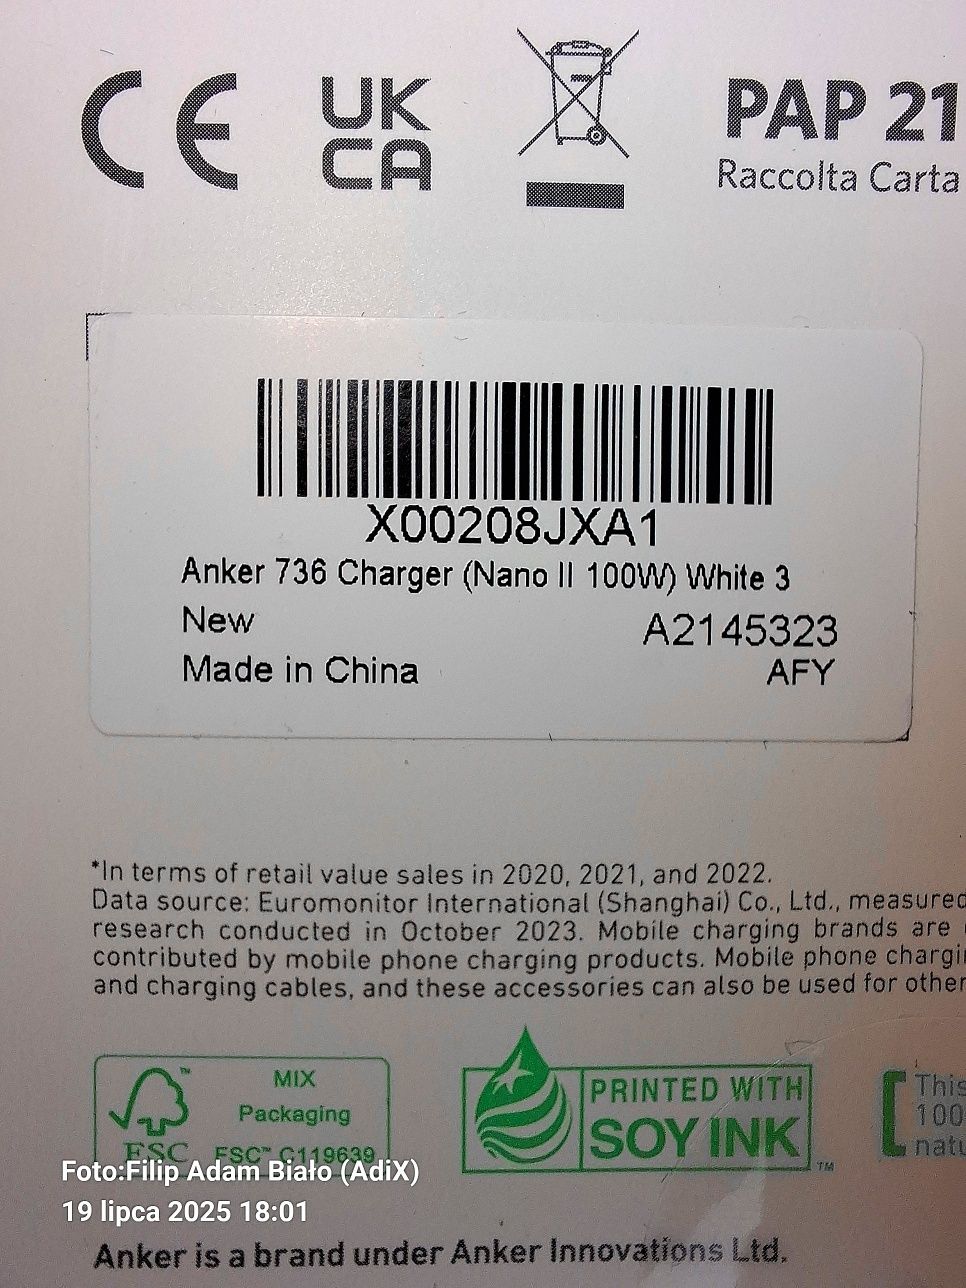 CE
UK
CA
PAP 21
Raccolta Carta
X00208JXA1
Anker 736 Charger (Nano II 100W) White 3
New
A2145323
Made in China
AFY
*In terms of retail value sales in 2020, 2021, and 2022.
Data source: Euromonitor International (Shanghai) Co., Ltd., measured
research conducted in October 2023. Mobile charging brands are
contributed by mobile phone charging products. Mobile phone
and charging cables, and these accessories can also be used for other
MIX
Packaging
FSC
FSC™ C119639
PRINTED WITH
SOY INK™
This
100
Foto:Filip Adam Biało (AdiX)
19 lipca 2025 18:01
Anker is a brand under Anker Innovations Ltd.